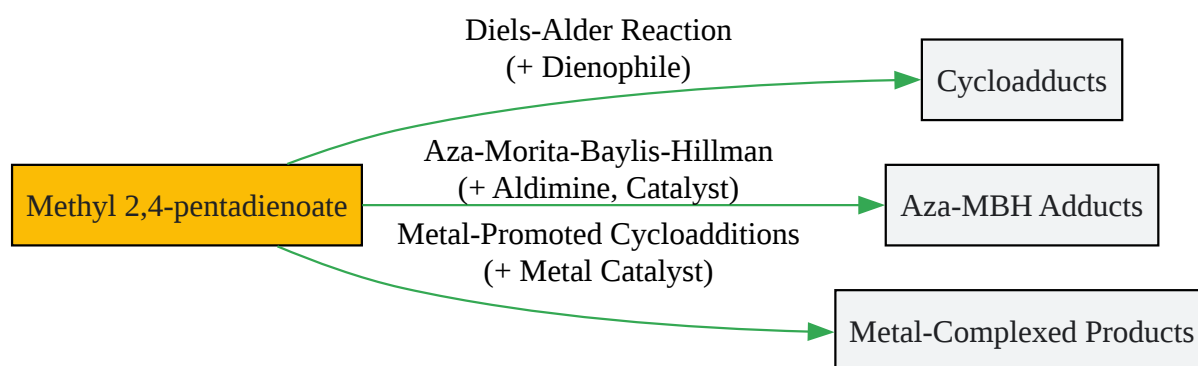 Diels-Alder Reaction
(+ Dienophile)
Cycloadducts
Aza-Morita-Baylis-Hillman
(+ Aldimine, Catalyst)
Methyl 2,4-pentadienoate
Aza-MBH Adducts
Metal-Promoted Cycloadditions
(+ Metal Catalyst)
Metal-Complexed Products